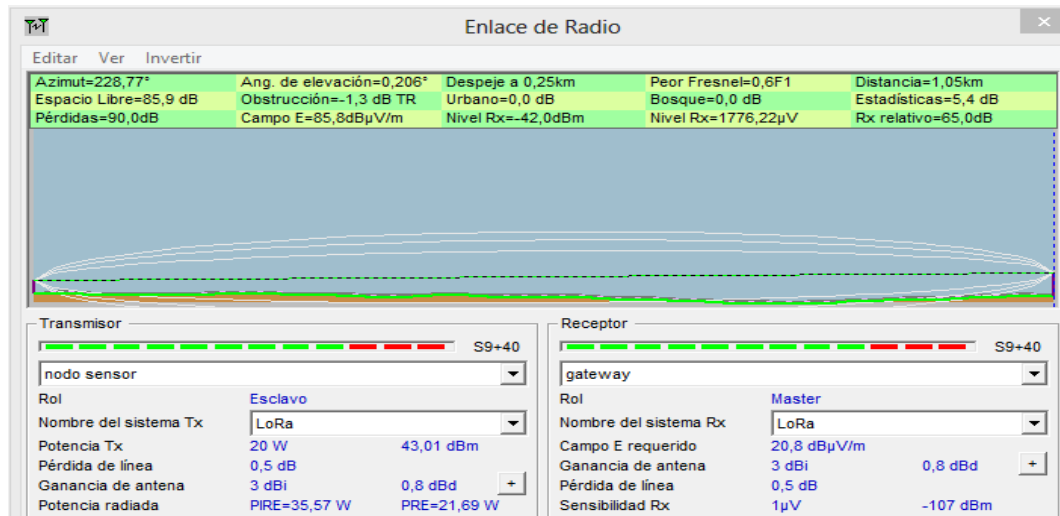 Enlace de Radio
Editar Ver Invertir
Azimut=228,77° Ang. de elevación=0,206° Despeje a 0,25km Peor Fresnel=0,6F1 Distancia=1,05km
Espacio Libre=85,9 dB Obstrucción=-1,3 dB TR Urbano=0,0 dB Bosque=0,0 dB Estadísticas=5,4 dB
Pérdidas=90,0dB Campo E=85,8dBµV/m Nivel Rx=-42,0dBm Nivel Rx=1776,22µV Rx relativo=65,0dB
Transmisor
S9+40
nodo sensor
Rol Esclavo
Nombre del sistema Tx LoRa
Potencia Tx 20 W 43,01 dBm
Pérdida de línea 0,5 dB
Ganancia de antena 3 dBi 0,8 dBd +
Potencia radiada PIRE=35,57 W PRE=21,69 W
Receptor
S9+40
gateway
Rol Master
Nombre del sistema Rx LoRa
Campo E requerido 20,8 dBµV/m
Ganancia de antena 3 dBi 0,8 dBd +
Pérdida de línea 0,5 dB
Sensibilidad Rx 1µV -107 dBm